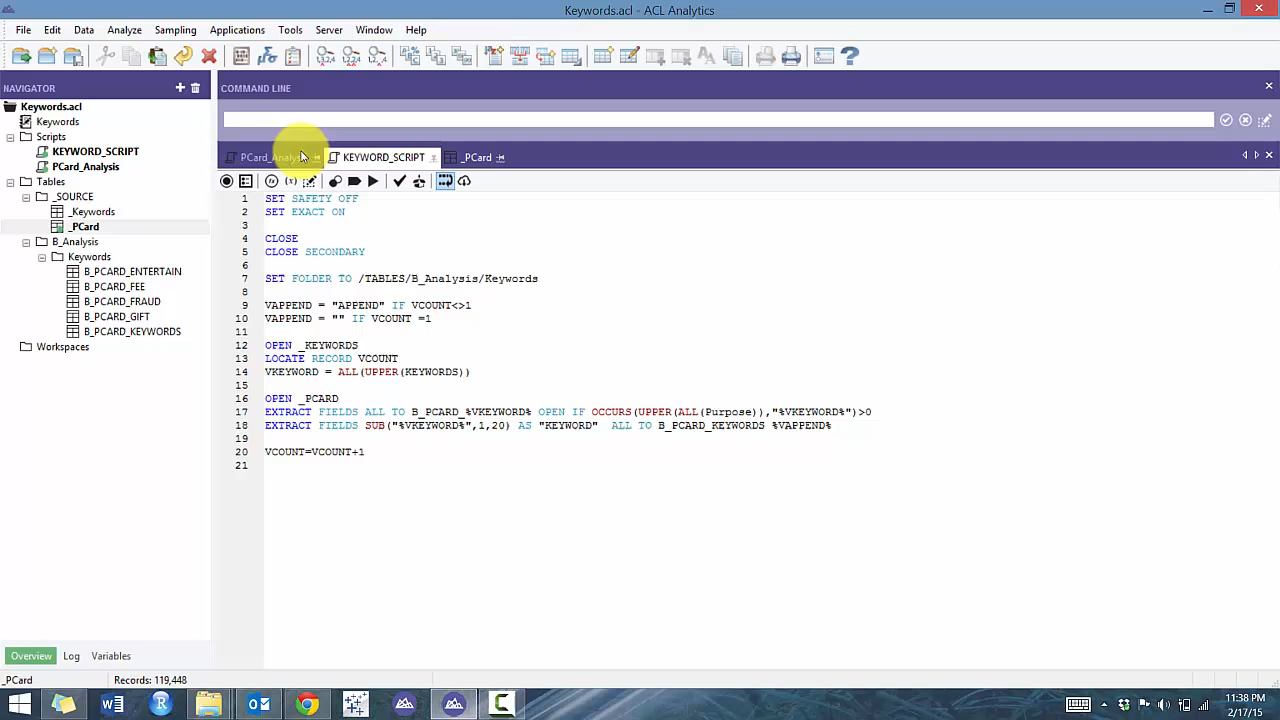 Keywords.acl - ACL Analytics
File Edit Data Analyze Sampling Applications Tools Server Window Help
NAVIGATOR
COMMAND LINE
Keywords.acl
Keywords
Scripts
KEYWORD_SCRIPT
PCard_Analysis
Tables
_SOURCE
_Keywords
_PCard
B_Analysis
Keywords
B_PCARD_ENTERTAIN
B_PCARD_FEE
B_PCARD_FRAUD
B_PCARD_GIFT
B_PCARD_KEYWORDS
Workspaces
PCard_Analysis KEYWORD_SCRIPT _PCard
1 SET SAFETY OFF
2 SET EXACT ON
3
4 CLOSE
5 CLOSE SECONDARY
6
7 SET FOLDER TO /TABLES/B_Analysis/Keywords
8
9 VAPPEND = "APPEND" IF VCOUNT<>1
10 VAPPEND = "" IF VCOUNT =1
11
12 OPEN _KEYWORDS
13 LOCATE RECORD VCOUNT
14 VKEYWORD = ALL(UPPER(KEYWORDS))
15
16 OPEN _PCARD
17 EXTRACT FIELDS ALL TO B_PCARD_%VKEYWORD% OPEN IF OCCURS(UPPER(ALL(Purpose)),"%VKEYWORD%")>0
18 EXTRACT FIELDS SUB("%VKEYWORD%",1,20) AS "KEYWORD" ALL TO B_PCARD_KEYWORDS %VAPPEND%
19
20 VCOUNT=VCOUNT+1
21
Overview Log Variables
_PCard Records: 119,448
11:38 PM
2/17/15